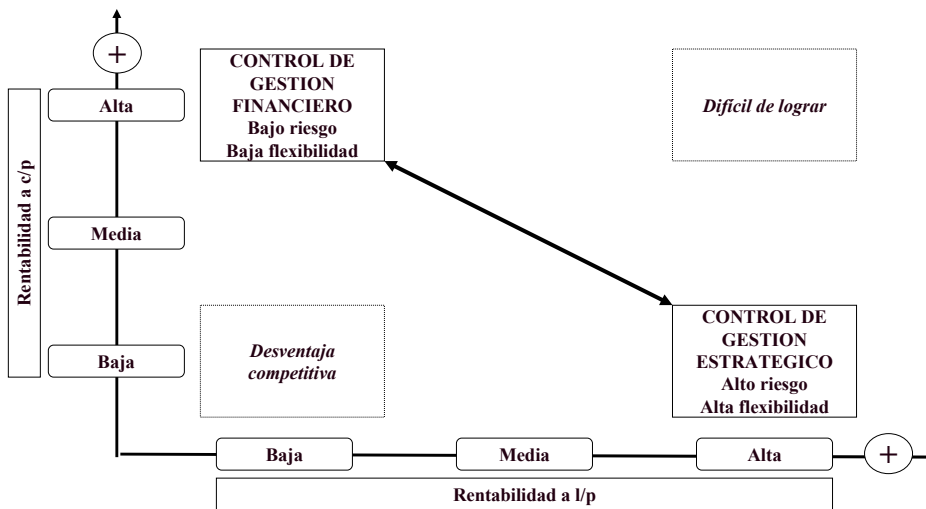 +
CONTROL DE
GESTION
FINANCIERO
Bajo riesgo
Baja flexibilidad
Difícil de lograr
Alta
Rentabilidad a c/p
Media
Baja
Desventaja
competitiva
CONTROL DE
GESTION
ESTRATEGICO
Alto riesgo
Alta flexibilidad
Baja
Media
Alta
+
Rentabilidad a l/p